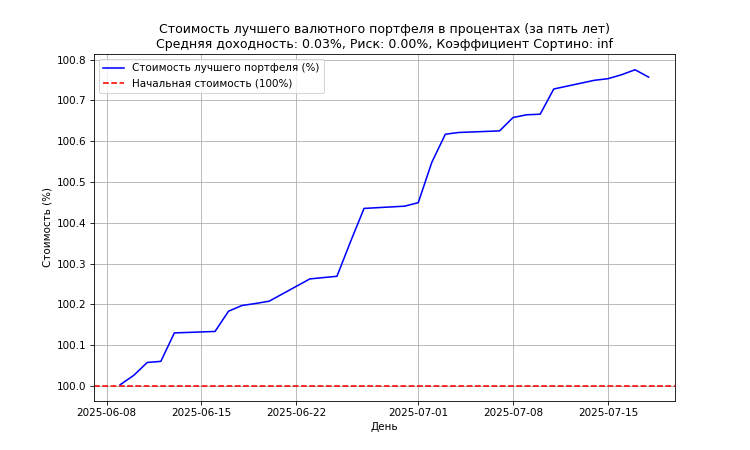 Стоимость лучшего валютного портфеля в процентах (за пять лет)
Средняя доходность: 0.03%, Риск: 0.00%, Коэффициент Сортино: inf
Стоимость лучшего портфеля (%)
Начальная стоимость (100%)
Стоимость (%)
100.8
100.7
100.6
100.5
100.4
100.3
100.2
100.1
100.0
2025-06-08
2025-06-15
2025-06-22
2025-07-01
2025-07-08
2025-07-15
День